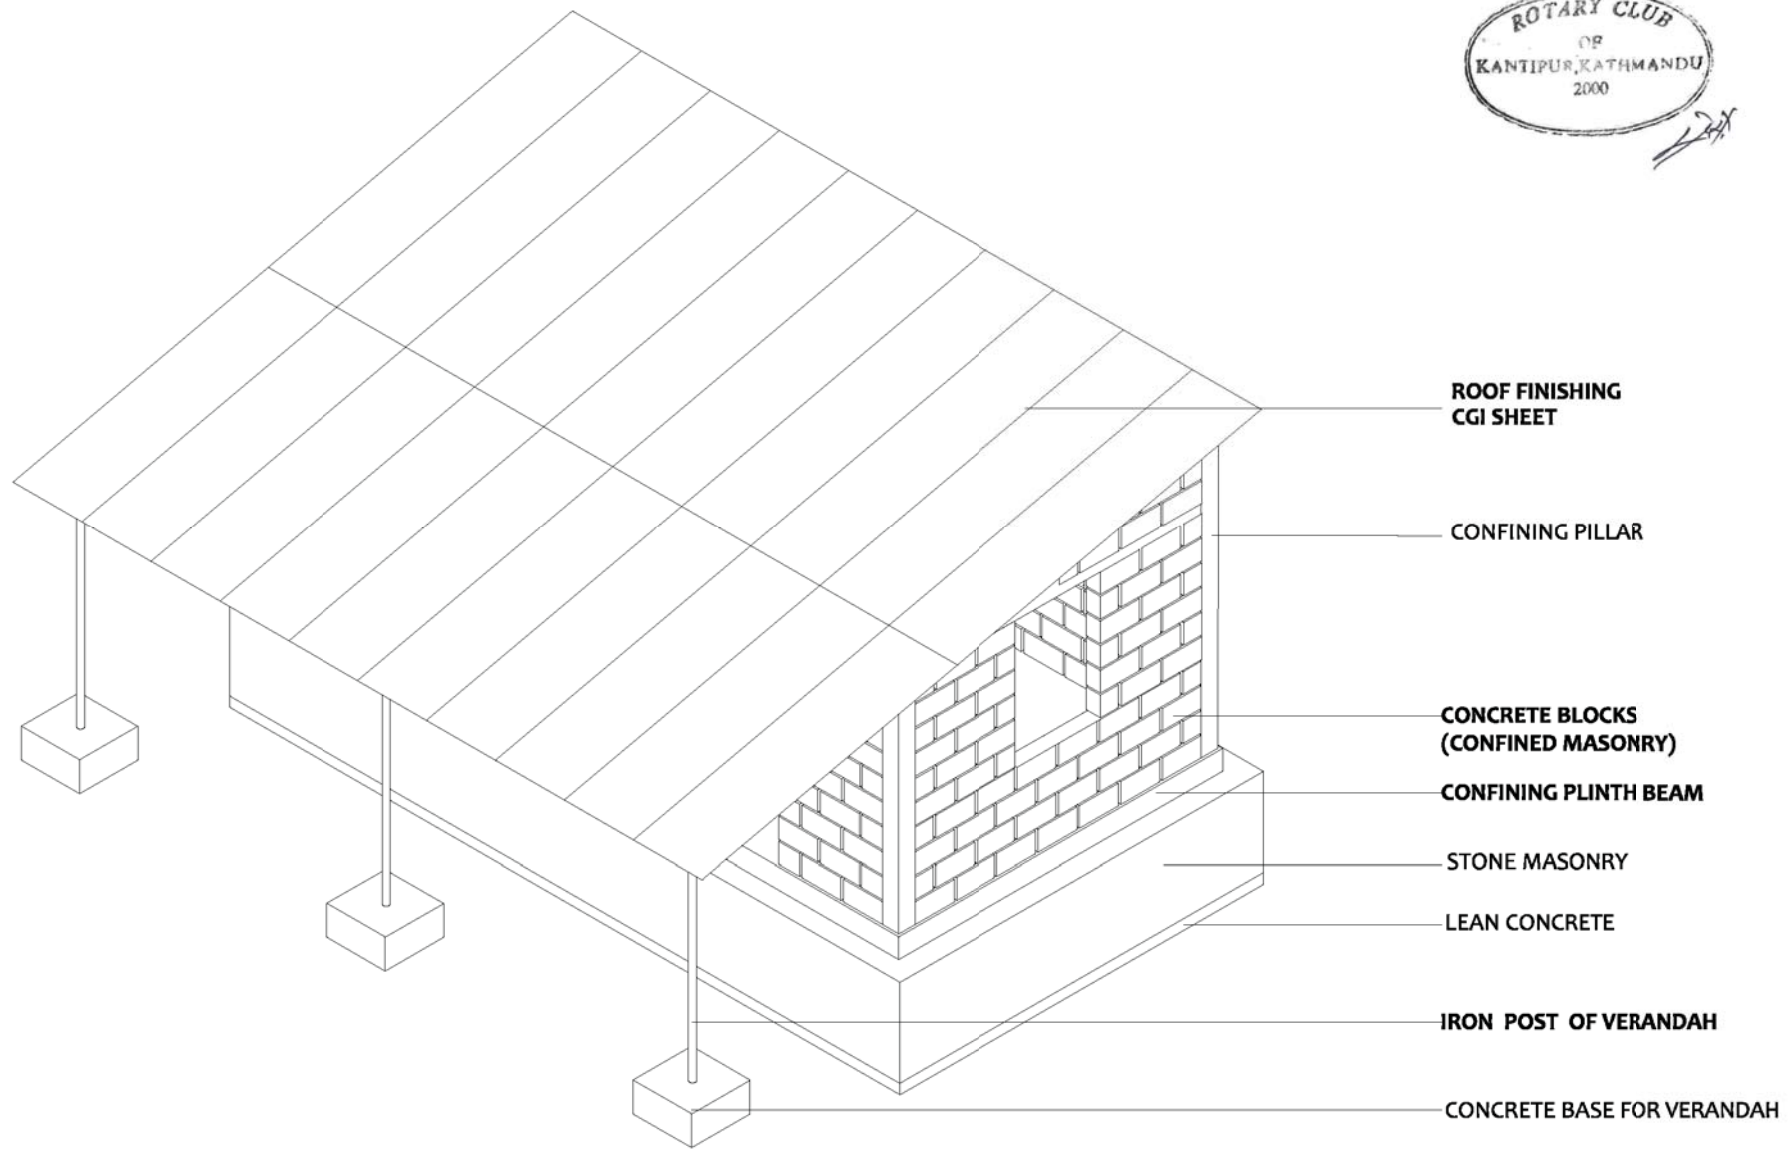 ROTARY CLUB
OF
KANTIPUR, KATHMANDU
2000
ROOF FINISHING
CGI SHEET
CONFINING PILLAR
CONCRETE BLOCKS
(CONFINED MASONRY)
CONFINING PLINTH BEAM
STONE MASONRY
LEAN CONCRETE
IRON POST OF VERANDAH
CONCRETE BASE FOR VERANDAH